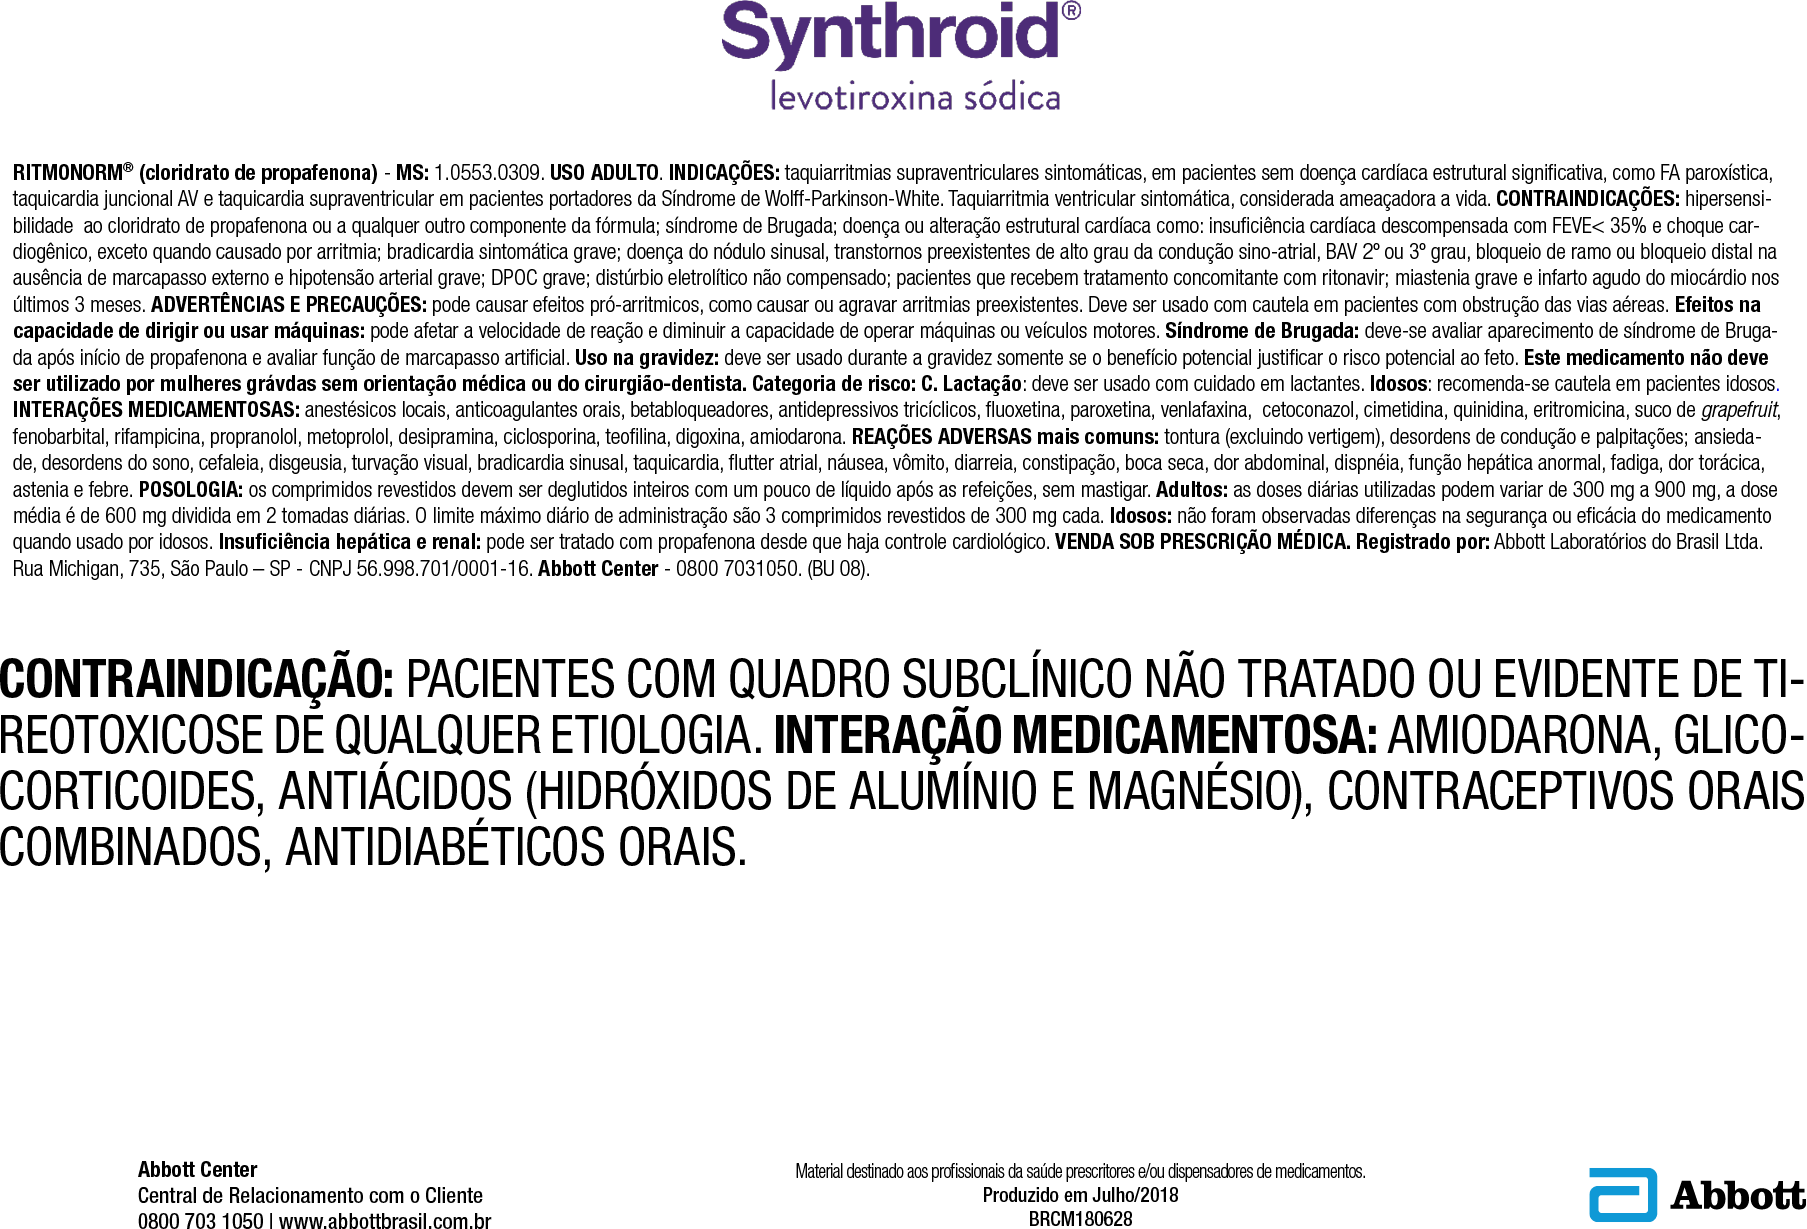 Synthroid®
levotiroxina sódica
RITMONORM® (cloridrato de propafenona) - MS: 1.0553.0309. USO ADULTO. INDICAÇÕES: taquiarritmias supraventriculares sintomáticas, em pacientes sem doença cardíaca estrutural significativa, como FA paroxística,
taquicardia juncional AV e taquicardia supraventricular em pacientes portadores da Síndrome de Wolff-Parkinson-White. Taquiarritmia ventricular sintomática, considerada ameaçadora a vida. CONTRAINDICAÇÕES: hipersensi-
bilidade ao cloridrato de propafenona ou a qualquer outro componente da fórmula; síndrome de Brugada; doença ou alteração estrutural cardíaca como: insuficiência cardíaca descompensada com FEVE< 35% e choque car-
diogênico, exceto quando causado por arritmia; bradicardia sintomática grave; doença do nódulo sinusal, transtornos preexistentes de alto grau da condução sino-atrial, BAV 2º ou 3º grau, bloqueio de ramo ou bloqueio distal na
ausência de marcapasso externo e hipotensão arterial grave; DPOC grave; distúrbio eletrolítico não compensado; pacientes que recebem tratamento concomitante com ritonavir; miastenia grave e infarto agudo do miocárdio nos
últimos 3 meses. ADVERTÊNCIAS E PRECAUÇÕES: pode causar efeitos pró-arritmicos, como causar ou agravar arritmias preexistentes. Deve ser usado com cautela em pacientes com obstrução das vias aéreas. Efeitos na
capacidade de dirigir ou usar máquinas: pode afetar a velocidade de reação e diminuir a capacidade de operar máquinas ou veículos motores. Síndrome de Brugada: deve-se avaliar aparecimento de síndrome de Bruga-
da após início de propafenona e avaliar função de marcapasso artificial. Uso na gravidez: deve ser usado durante a gravidez somente se o benefício potencial justificar o risco potencial ao feto. Este medicamento não deve
ser utilizado por mulheres grávdas sem orientação médica ou do cirurgião-dentista. Categoria de risco: C. Lactação: deve ser usado com cuidado em lactantes. Idosos: recomenda-se cautela em pacientes idosos.
INTERAÇÕES MEDICAMENTOSAS: anestésicos locais, anticoagulantes orais, betabloqueadores, antidepressivos tricíclicos, fluoxetina, paroxetina, venlafaxina, cetoconazol, cimetidina, quinidina, eritromicina, suco de grapefruit,
fenobarbital, rifampicina, propranolol, metoprolol, desipramina, ciclosporina, teofilina, digoxina, amiodarona. REAÇÕES ADVERSAS mais comuns: tontura (excluindo vertigem), desordens de condução e palpitações; ansieda-
de, desordens do sono, cefaleia, disgeusia, turvação visual, bradicardia sinusal, taquicardia, flutter atrial, náusea, vômito, diarreia, constipação, boca seca, dor abdominal, dispnéia, função hepática anormal, fadiga, dor torácica,
astenia e febre. POSOLOGIA: os comprimidos revestidos devem ser deglutidos inteiros com um pouco de líquido após as refeições, sem mastigar. Adultos: as doses diárias utilizadas podem variar de 300 mg a 900 mg, a dose
média é de 600 mg dividida em 2 tomadas diárias. O limite máximo diário de administração são 3 comprimidos revestidos de 300 mg cada. Idosos: não foram observadas diferenças na segurança ou eficácia do medicamento
quando usado por idosos. Insuficiência hepática e renal: pode ser tratado com propafenona desde que haja controle cardiológico. VENDA SOB PRESCRIÇÃO MÉDICA. Registrado por: Abbott Laboratórios do Brasil Ltda.
Rua Michigan, 735, São Paulo – SP - CNPJ 56.998.701/0001-16. Abbott Center - 0800 7031050. (BU 08).
CONTRAINDICAÇÃO: PACIENTES COM QUADRO SUBCLÍNICO NÃO TRATADO OU EVIDENTE DE TI-
REOTOXICOSE DE QUALQUER ETIOLOGIA. INTERAÇÃO MEDICAMENTOSA: AMIODARONA, GLICO-
CORTICOIDES, ANTIÁCIDOS (HIDRÓXIDOS DE ALUMÍNIO E MAGNÉSIO), CONTRACEPTIVOS ORAIS
COMBINADOS, ANTIDIABÉTICOS ORAIS.
Abbott Center
Central de Relacionamento com o Cliente
0800 703 1050 | www.abbottbrasil.com.br
Material destinado aos profissionais da saúde prescritores e/ou dispensadores de medicamentos.
Produzido em Julho/2018
BRCM180628
Abbott